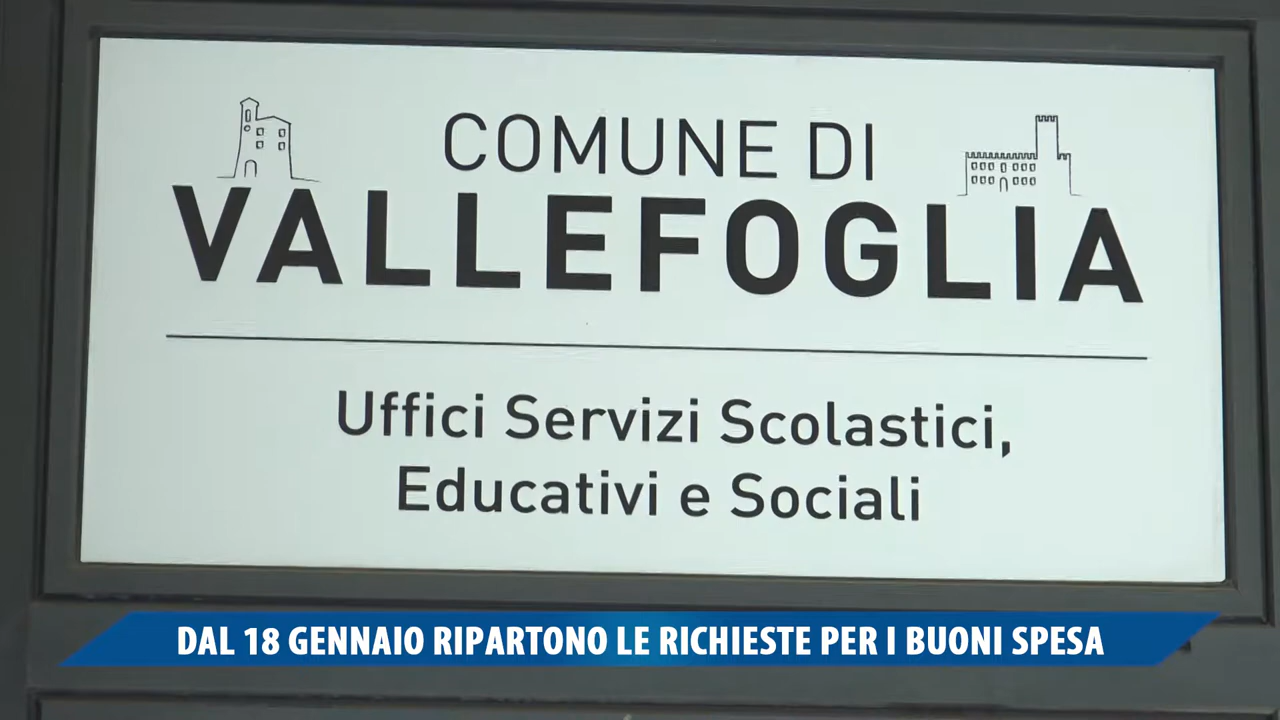 COMUNE DI
VALLEFOGLIA
Uffici Servizi Scolastici,
Educativi e Sociali
DAL 18 GENNAIO RIPARTONO LE RICHIESTE PER I BUONI SPESA